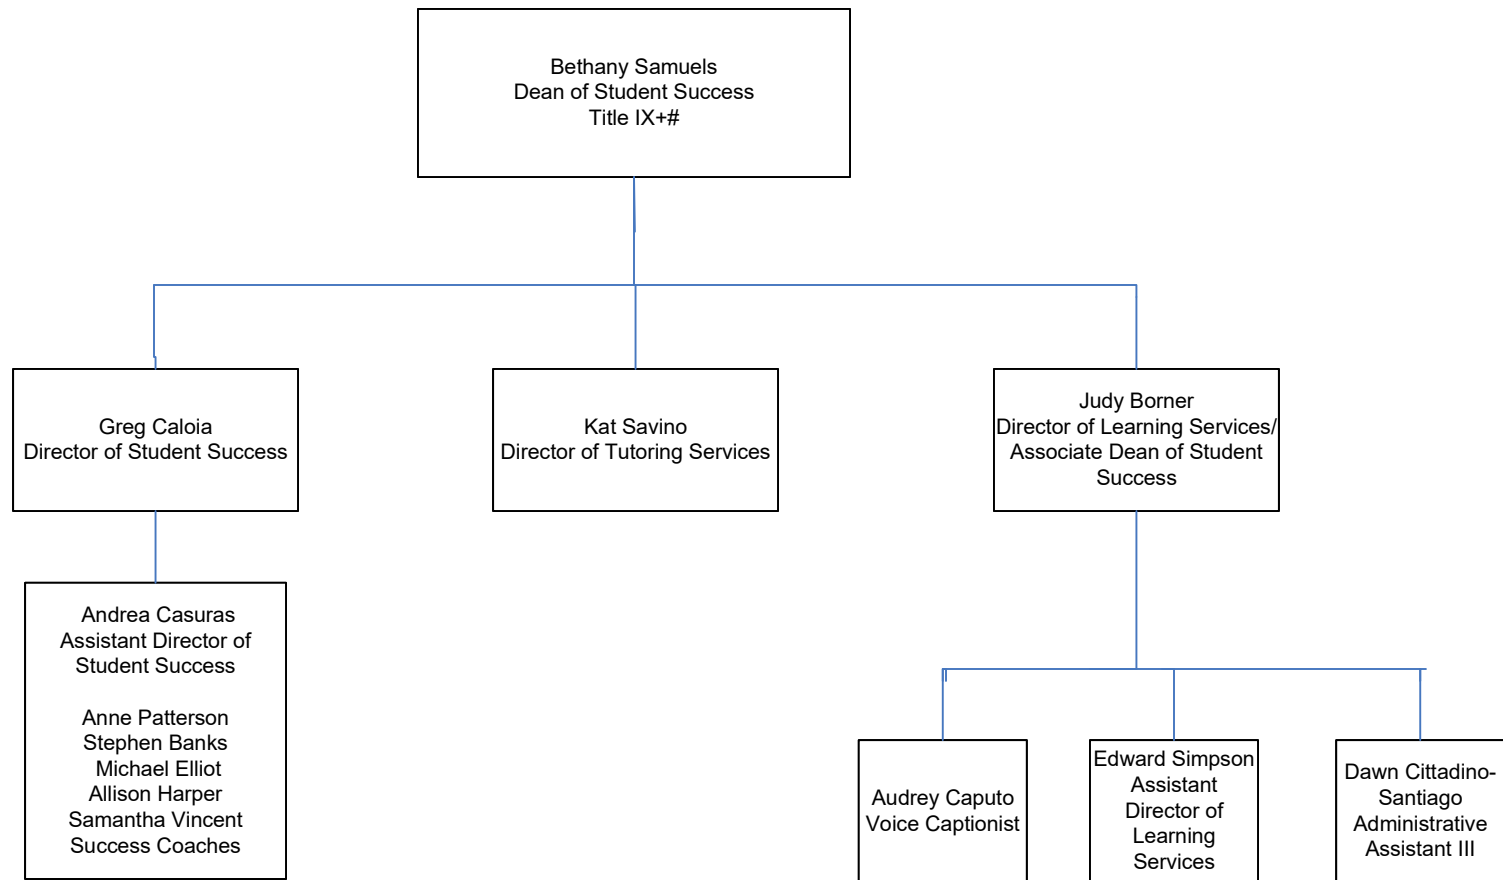 Bethany Samuels
Dean of Student Success
Title IX+#
Greg Caloia
Director of Student Success
Kat Savino
Director of Tutoring Services
Judy Borner
Director of Learning Services/
Associate Dean of Student
Success
Andrea Casuras
Assistant Director of
Student Success
Anne Patterson
Stephen Banks
Michael Elliot
Allison Harper
Samantha Vincent
Success Coaches
Audrey Caputo
Voice Captionist
Edward Simpson
Assistant
Director of
Learning
Services
Dawn Cittadino-
Santiago
Administrative
Assistant III